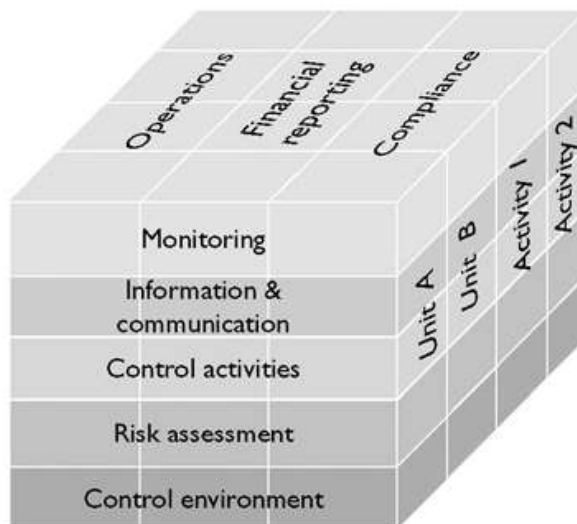 Operations
Financial
reporting
Compliance
Monitoring
Information &
communication
Control activities
Risk assessment
Control environment
Unit A
Unit B
Activity 1
Activity 2